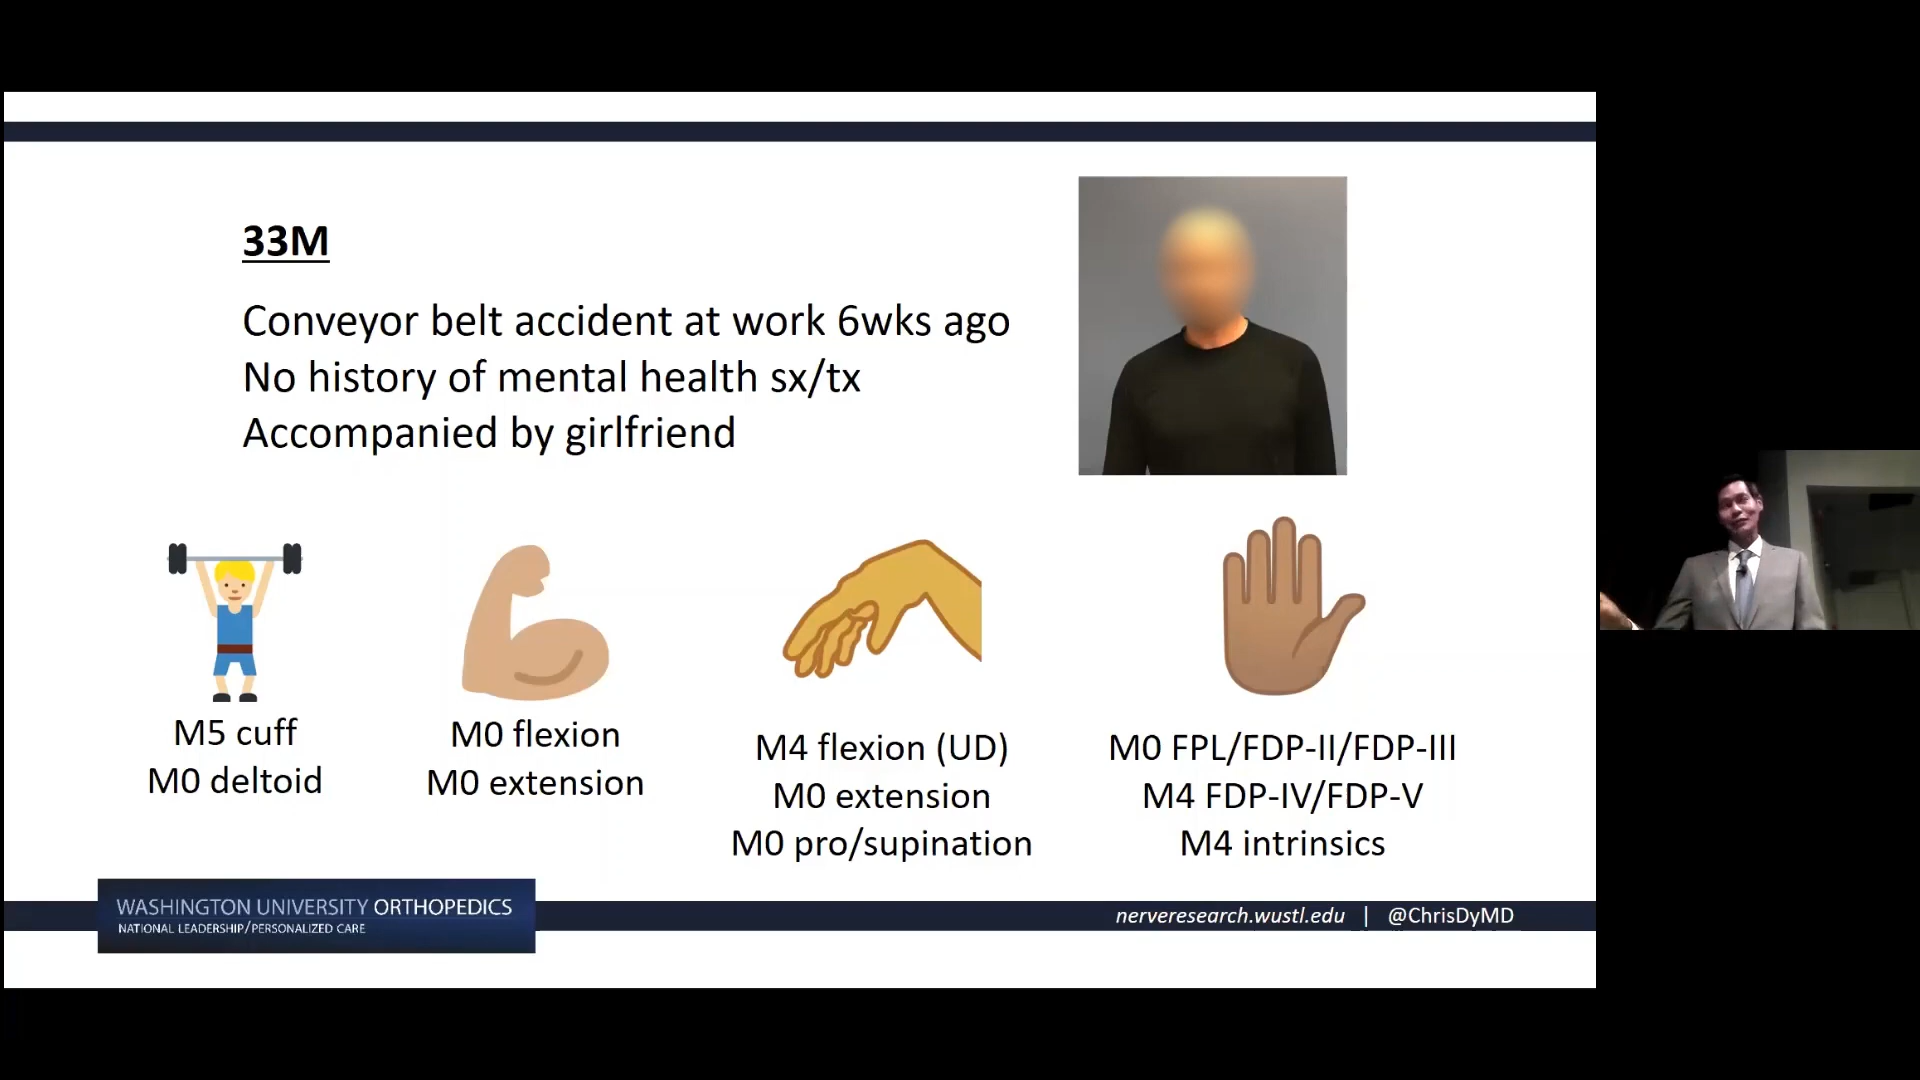 33M
Conveyor belt accident at work 6wks ago
No history of mental health sx/tx
Accompanied by girlfriend
M5 cuff
M0 deltoid
M0 flexion
M0 extension
M4 flexion (UD)
M0 extension
M0 pro/supination
M0 FPL/FDP-II/FDP-III
M4 FDP-IV/FDP-V
M4 intrinsics
WASHINGTON UNIVERSITY ORTHOPEDICS
NATIONAL LEADERSHIP/PERSONALIZED CARE
nerveresearch.wustl.edu | @ChrisDyMD